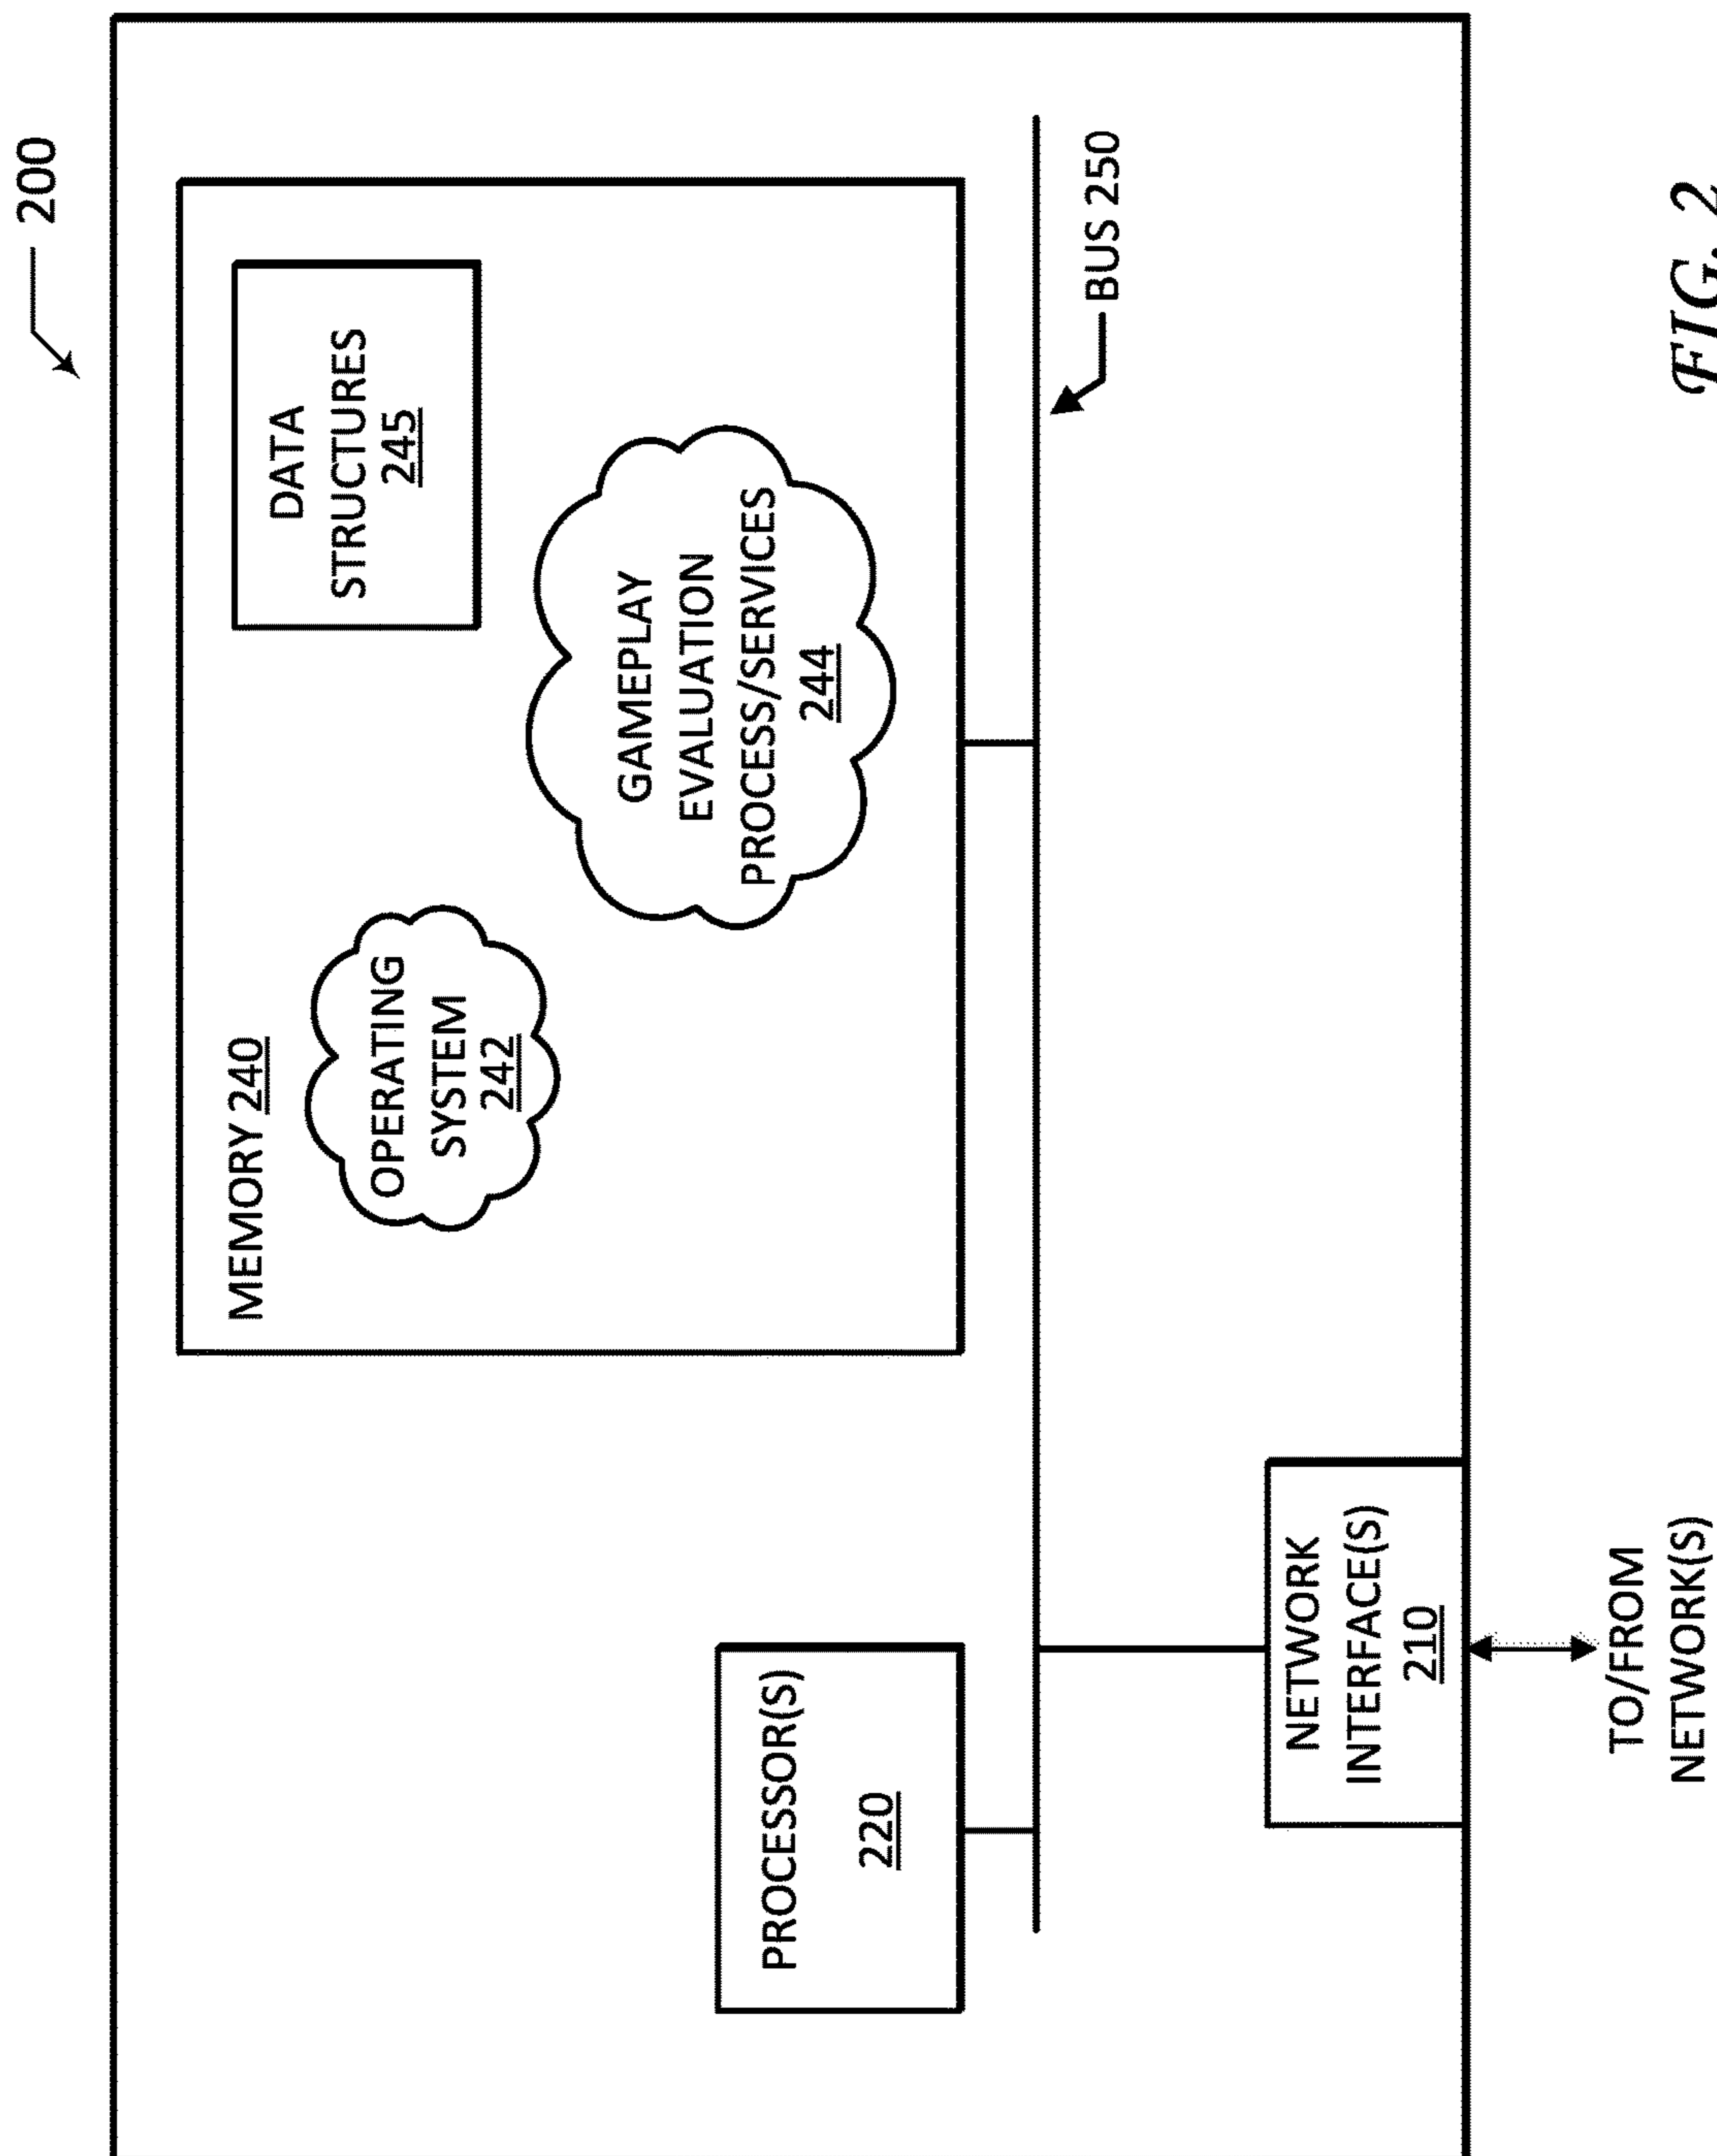 200
MEMORY 240
OPERATING
SYSTEM
242
DATA
STRUCTURES
245
GAMEPLAY
EVALUATION
PROCESS/SERVICES
244
PROCESSOR(S)
220
BUS 250
NETWORK
INTERFACE(S)
210
TO/FROM
NETWORK(S)
FIG. 2